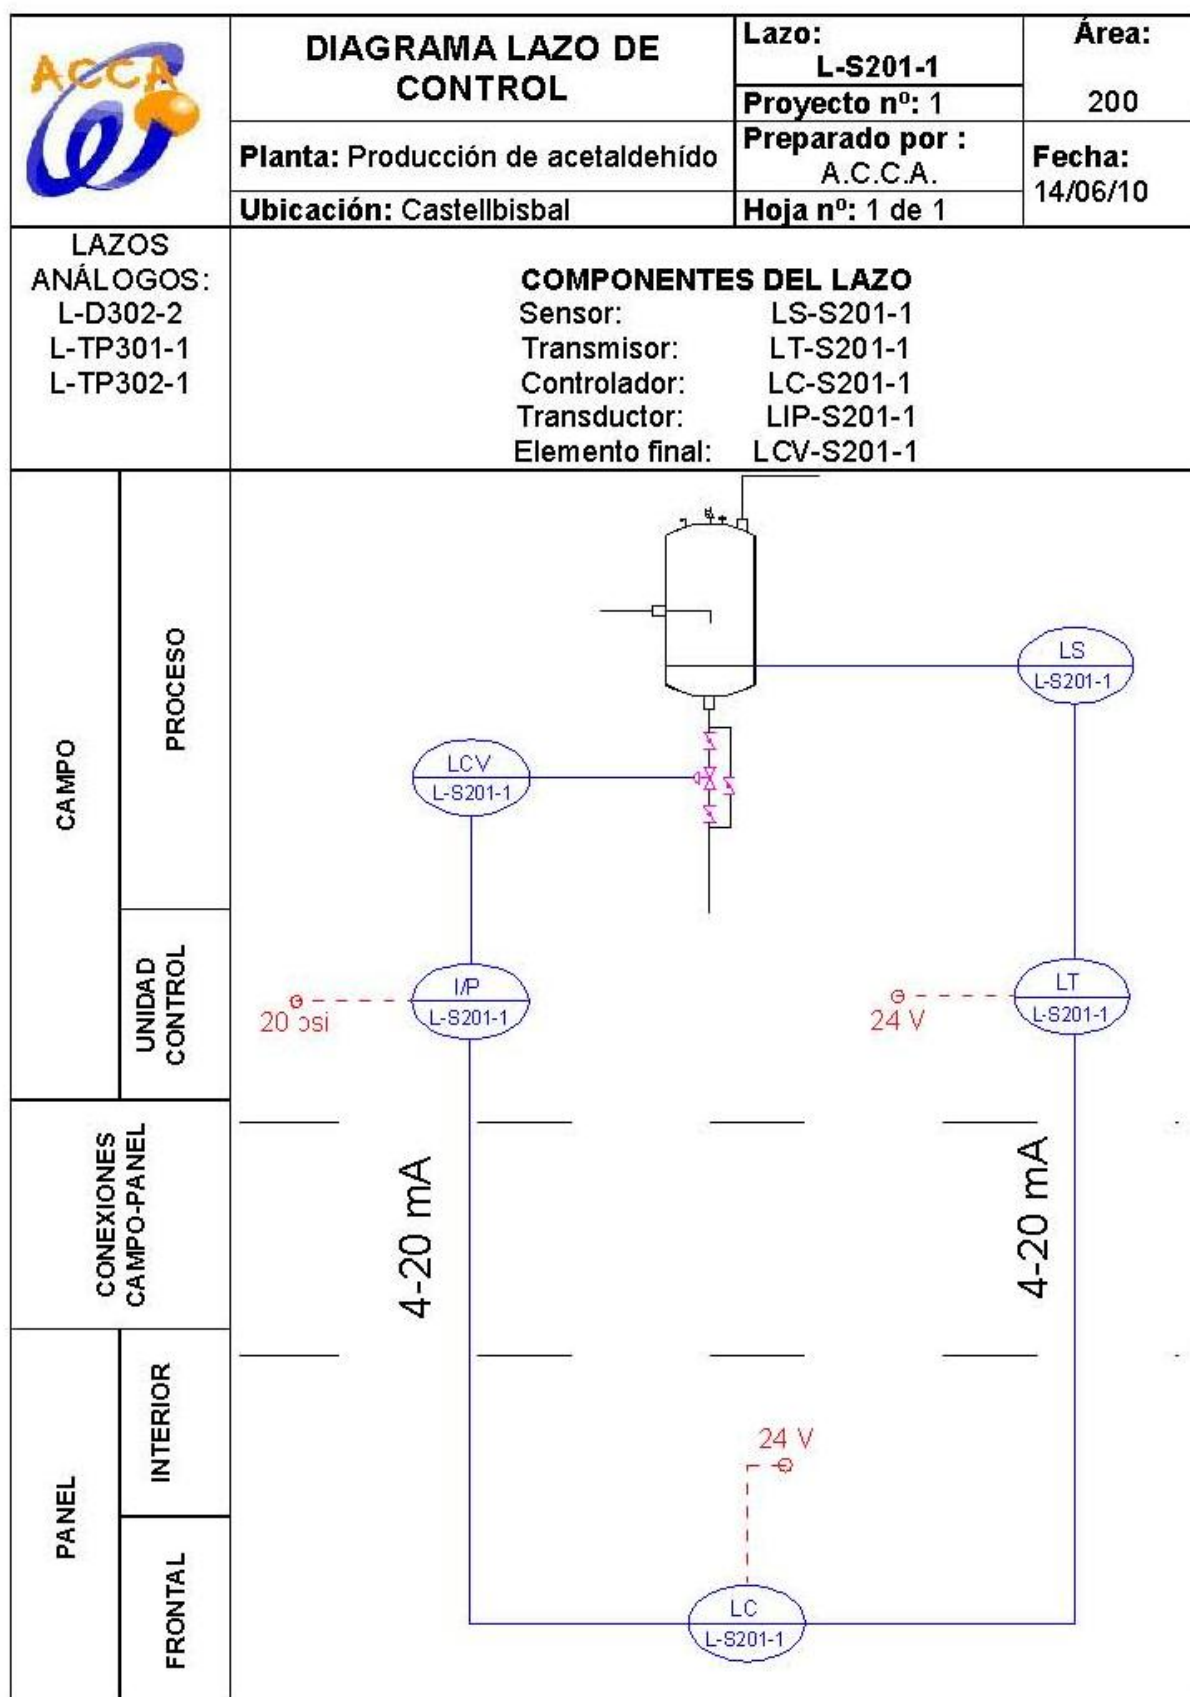 ACCA
DIAGRAMA LAZO DE
CONTROL
Lazo:
L-S201-1
Área:
200
Proyecto nº: 1
Planta: Producción de acetaldehído
Preparado por :
A.C.C.A.
Fecha:
14/06/10
Ubicación: Castellbisbal
Hoja nº: 1 de 1
LAZOS
ANÁLOGOS:
L-D302-2
L-TP301-1
L-TP302-1
COMPONENTES DEL LAZO
Sensor: LS-S201-1
Transmisor: LT-S201-1
Controlador: LC-S201-1
Transductor: LIP-S201-1
Elemento final: LCV-S201-1
CAMPO
PROCESO
LS
L-S201-1
LCV
L-S201-1
UNIDAD
CONTROL
I/P
L-S201-1
20 psi
LT
L-S201-1
24 V
CONEXIONES
CAMPO-PANEL
4-20 mA
4-20 mA
PANEL
INTERIOR
24 V
FRONTAL
LC
L-S201-1